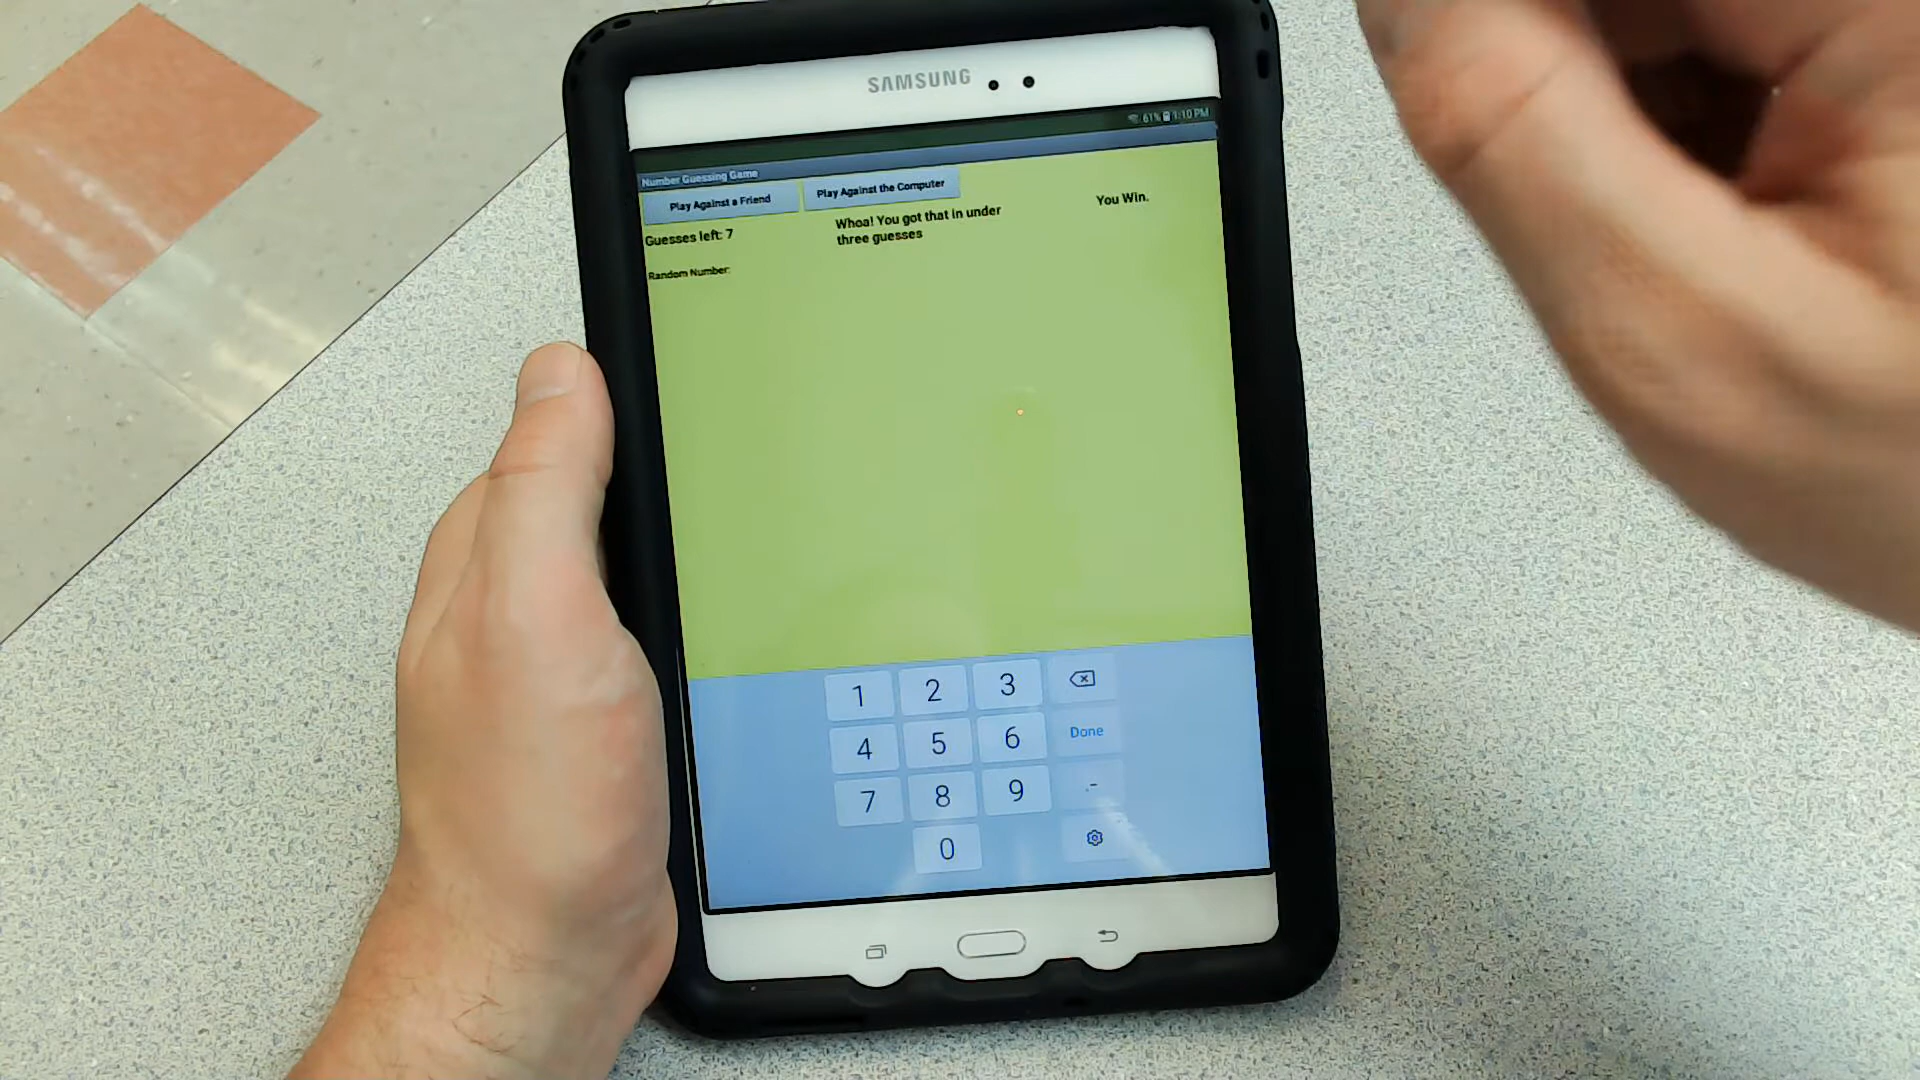 SAMSUNG
61% 1:10 PM
Number Guessing Game
Play Against a Friend
Play Against the Computer
Guesses left: 7
Whoa! You got that in under
three guesses
You Win.
Random Number:
1 2 3
4 5 6 Done
7 8 9 .-
0